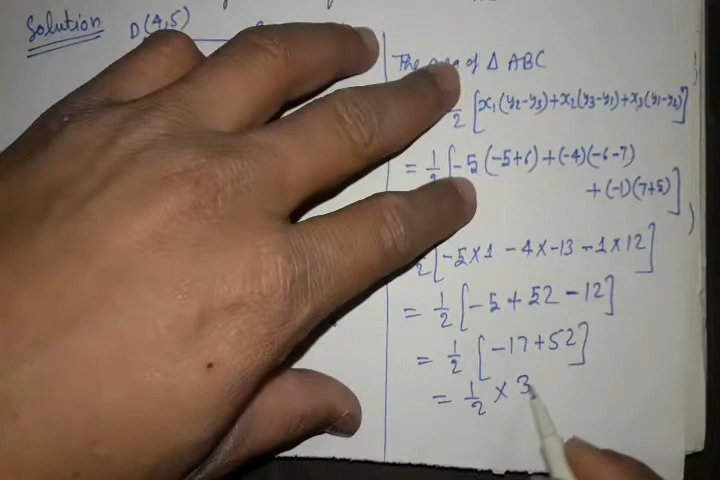 Solution
D(4,5)
The area of Δ ABC
1/2 [x₁(y₂-y₃)+x₂(y₃-y₁)+x₃(y₁-y₂)]
= 1/2 [-5(-5+6)+(-4)(-6-7)
+(-1)(7+5)]
2[-5×1-4×-13-1×12]
= 1/2 [-5+52-12]
= 1/2 [-17+52]
= 1/2 × 3